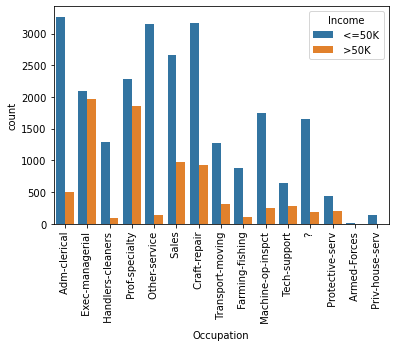 Income
<=50K
>50K
count
3000
2500
2000
1500
1000
500
0
Adm-clerical
Exec-managerial
Handlers-cleaners
Prof-specialty
Other-service
Sales
Craft-repair
Transport-moving
Farming-fishing
Machine-op-inspct
Tech-support
?
Protective-serv
Armed-Forces
Priv-house-serv
Occupation